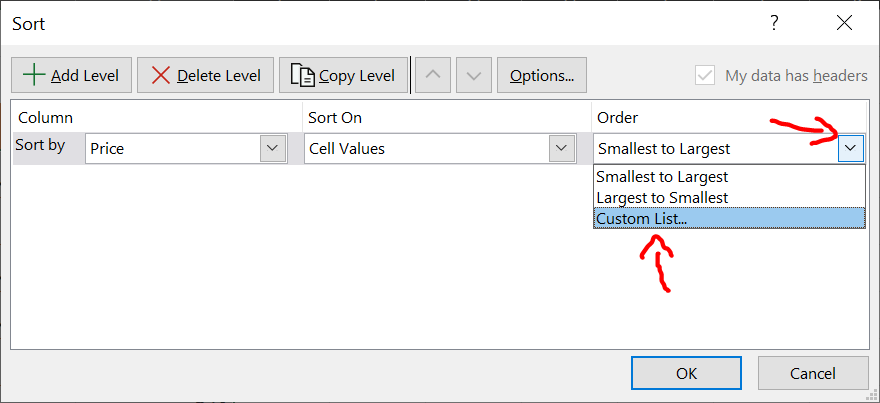 Sort ?
Add Level Delete Level Copy Level Options... My data has headers
Column Sort On Order
Sort by Price Cell Values Smallest to Largest
Smallest to Largest
Largest to Smallest
Custom List...
OK Cancel